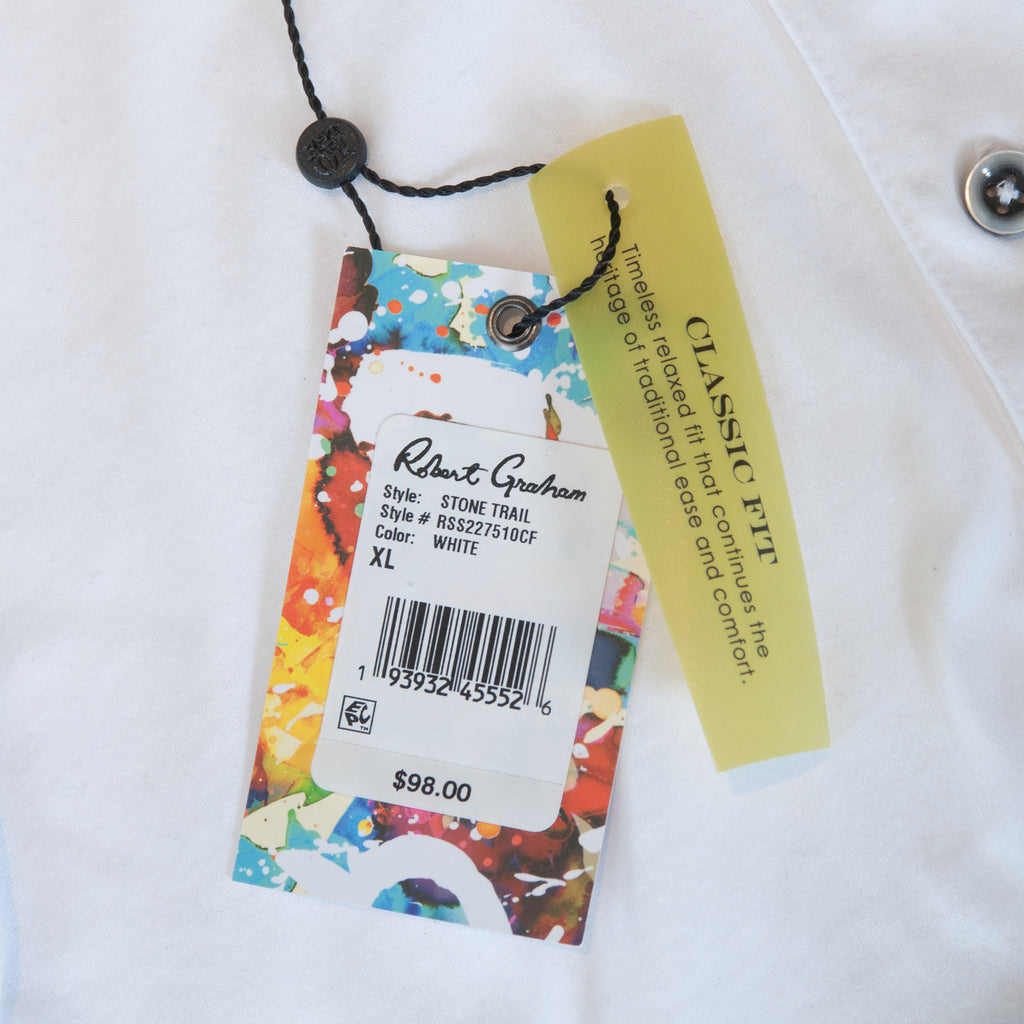 Robert Graham
Style: STONE TRAIL
Style # RSS227510CF
Color: WHITE
XL
1 93932 45552 6
EPC™
$98.00
CLASSIC FIT
Timeless relaxed fit that continues the
heritage of traditional ease and comfort.